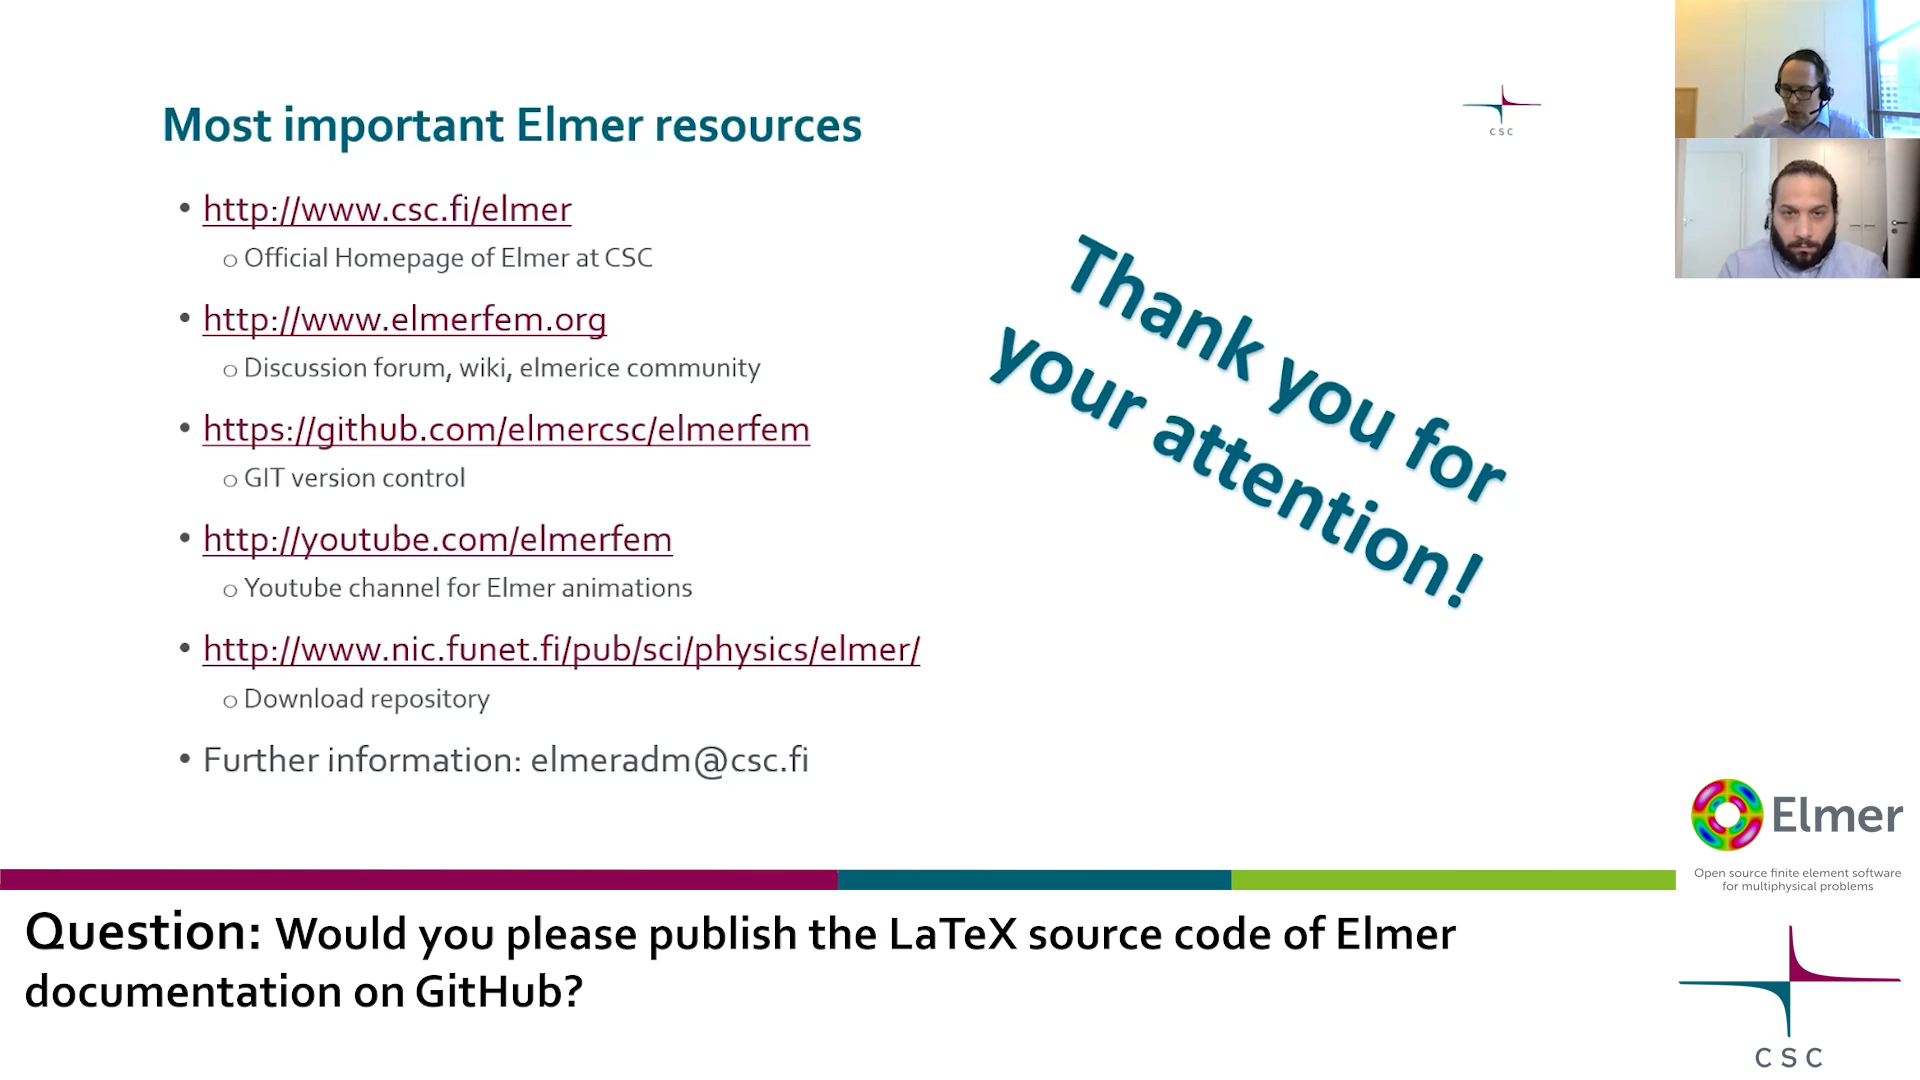 Most important Elmer resources
CSC
• http://www.csc.fi/elmer
o Official Homepage of Elmer at CSC
• http://www.elmerfem.org
o Discussion forum, wiki, elmerice community
• https://github.com/elmercsc/elmerfem
o GIT version control
• http://youtube.com/elmerfem
o Youtube channel for Elmer animations
• http://www.nic.funet.fi/pub/sci/physics/elmer/
o Download repository
• Further information: elmeradm@csc.fi
Thank you for
your attention!
Elmer
Open source finite element software
for multiphysical problems
Question: Would you please publish the LaTeX source code of Elmer
documentation on GitHub?
CSC